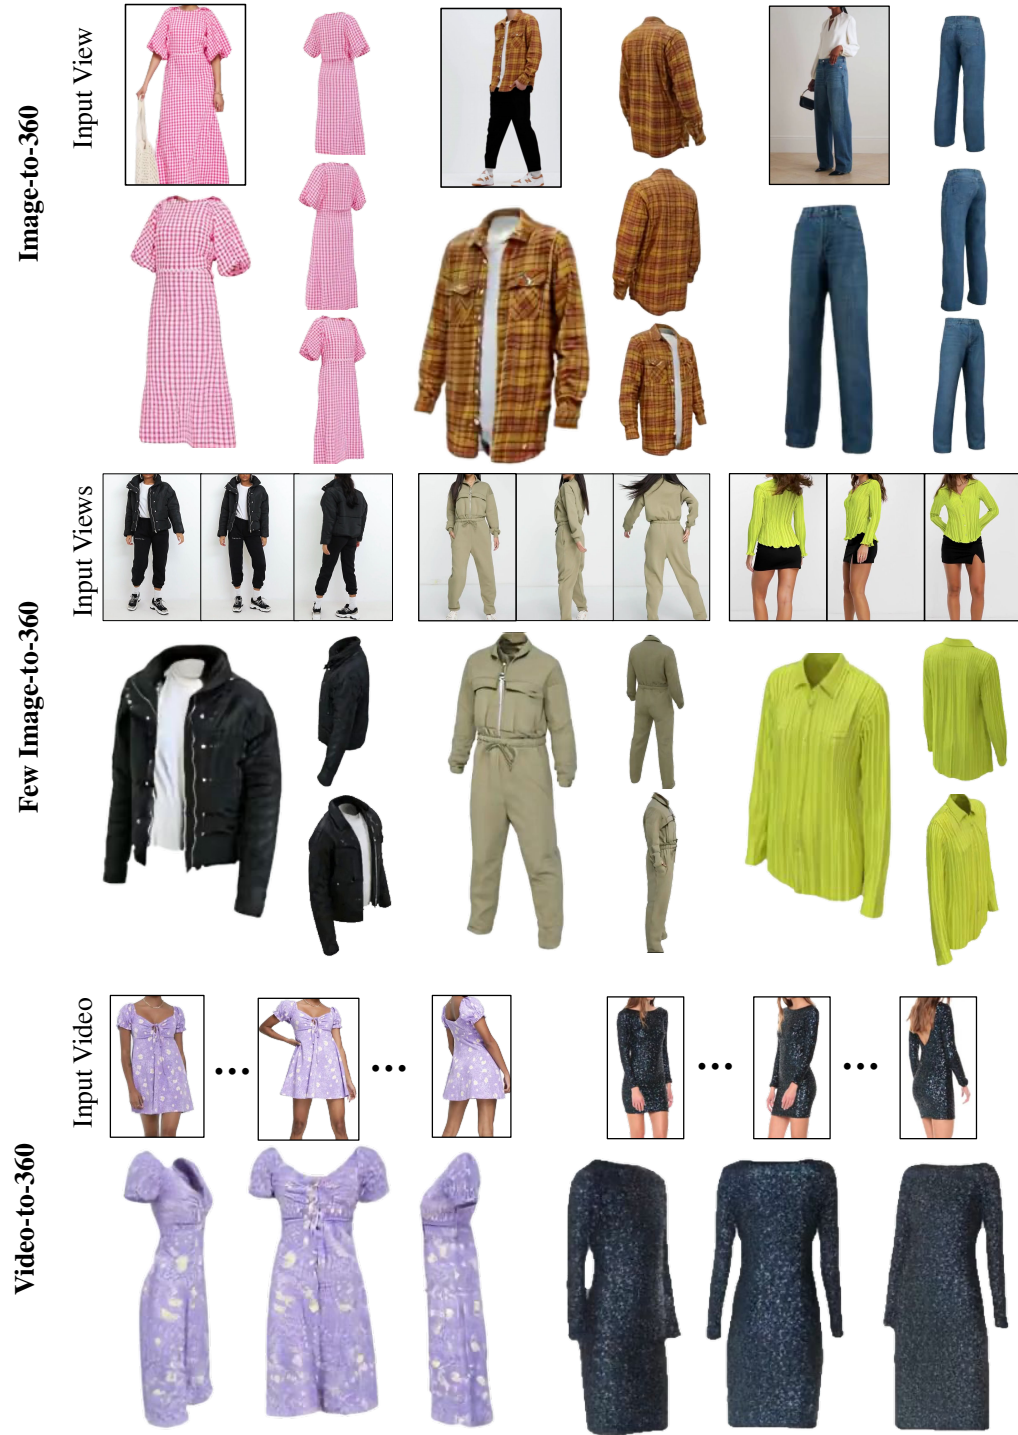 Image-to-360
Input View
Few Image-to-360
Input Views
Video-to-360
Input Video
...
...
...
...